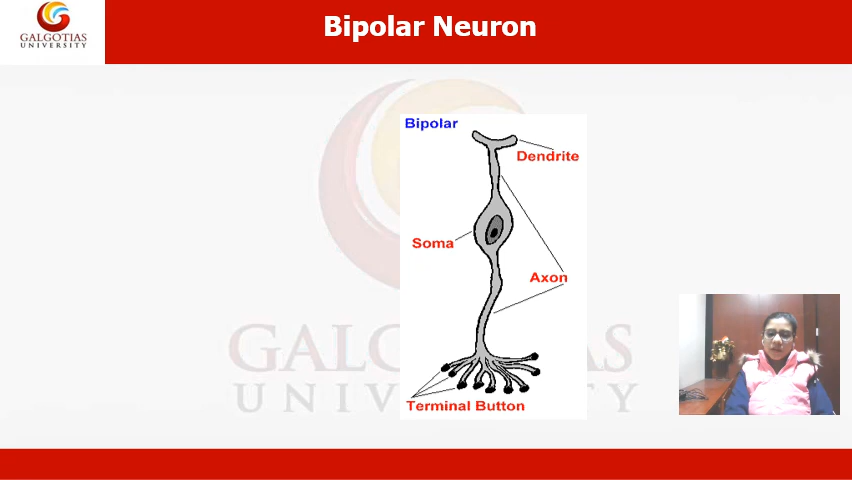 GALGOTIAS
UNIVERSITY
Bipolar Neuron
Bipolar
Dendrite
Soma
Axon
Terminal Button
GALGOTIAS
UNIVERSITY